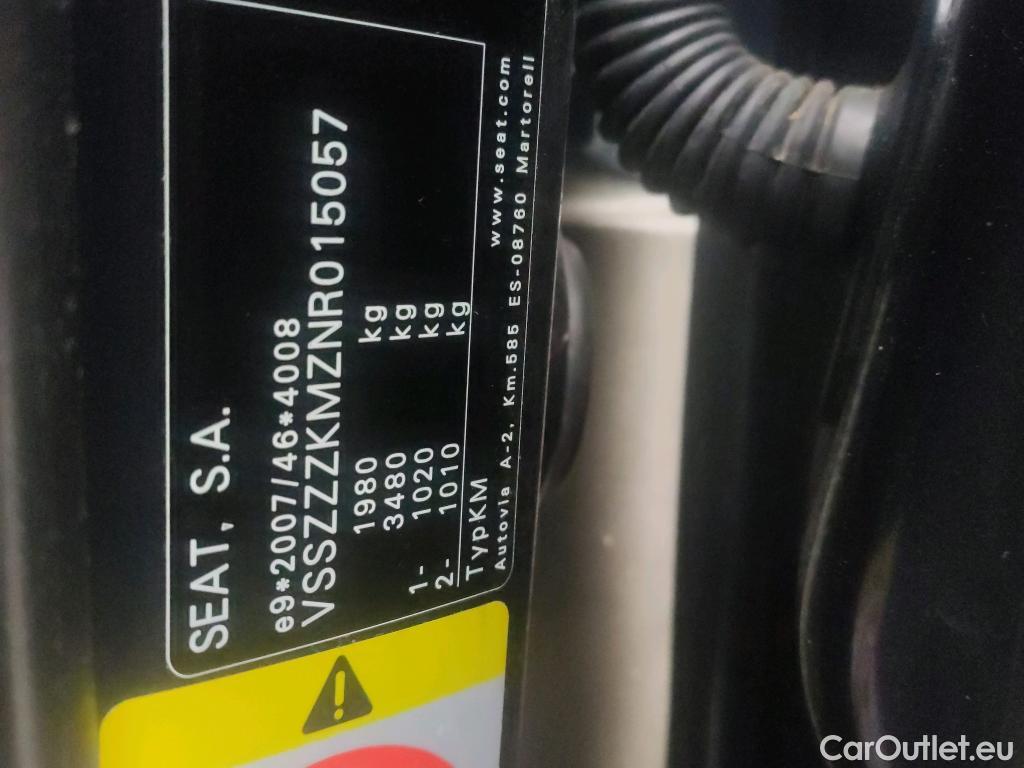 SEAT, S.A.
e9*2007/46*4008
VSSZZZKMZNR015057
1980 kg
3480 kg
1- 1020 kg
2- 1010 kg
TypKM www.seat.com
Autovia A-2, Km.585 ES-08760 Martorell
CarOutlet.eu